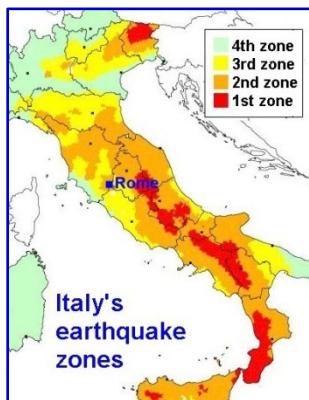 4th zone
3rd zone
2nd zone
1st zone
Rome
Italy's
earthquake
zones